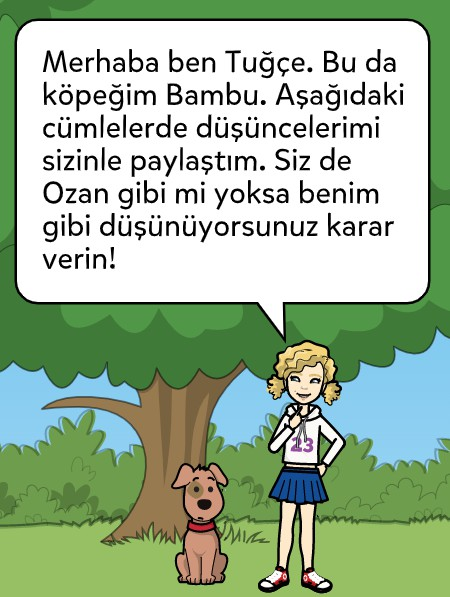 Merhaba ben Tuğçe. Bu da
köpeğim Bambu. Aşağıdaki
cümlelerde düşüncelerimi
sizinle paylaştım. Siz de
Ozan gibi mi yoksa benim
gibi düşünüyorsunuz karar
verin!
13